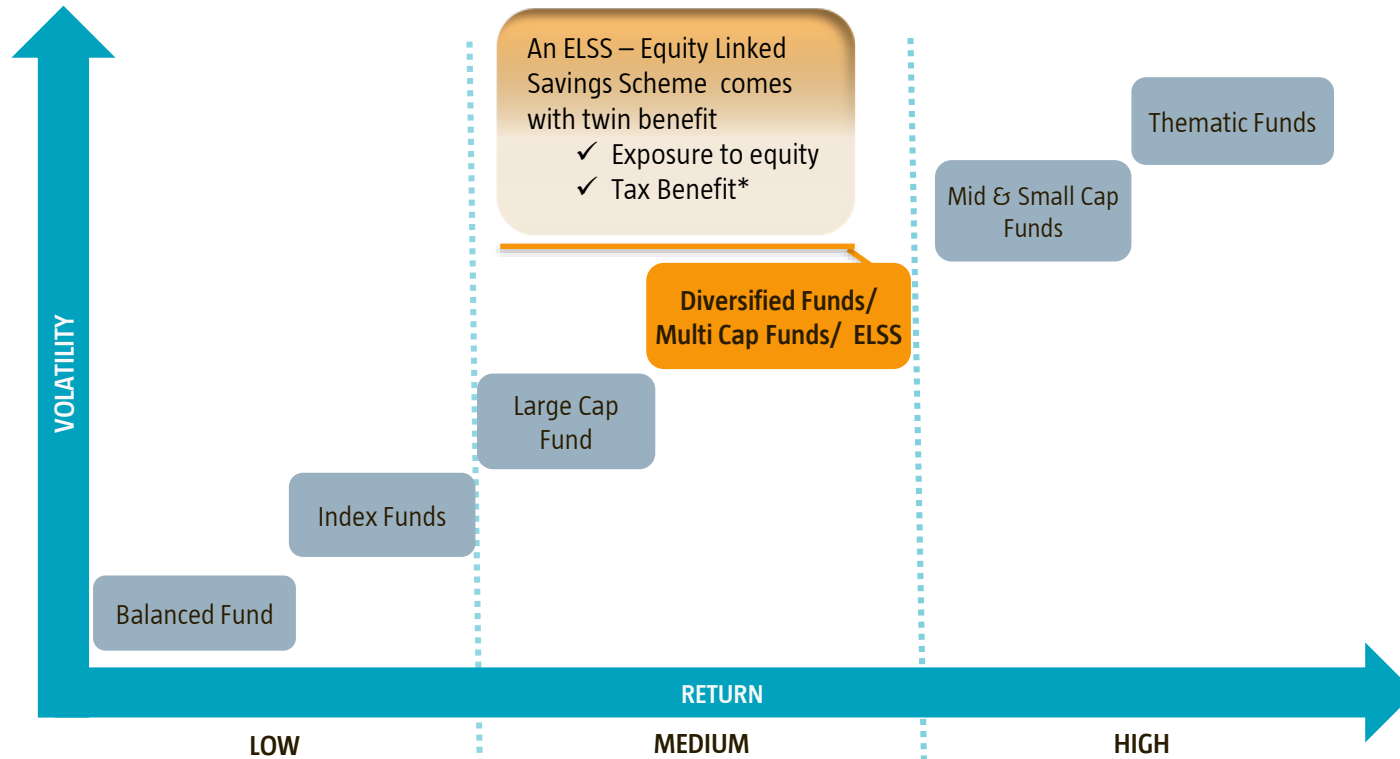 An ELSS – Equity Linked
Savings Scheme comes
with twin benefit
✓ Exposure to equity
✓ Tax Benefit*
Thematic Funds
Mid & Small Cap
Funds
Diversified Funds/
Multi Cap Funds/ ELSS
Large Cap
Fund
Index Funds
Balanced Fund
VOLATILITY
RETURN
LOW
MEDIUM
HIGH